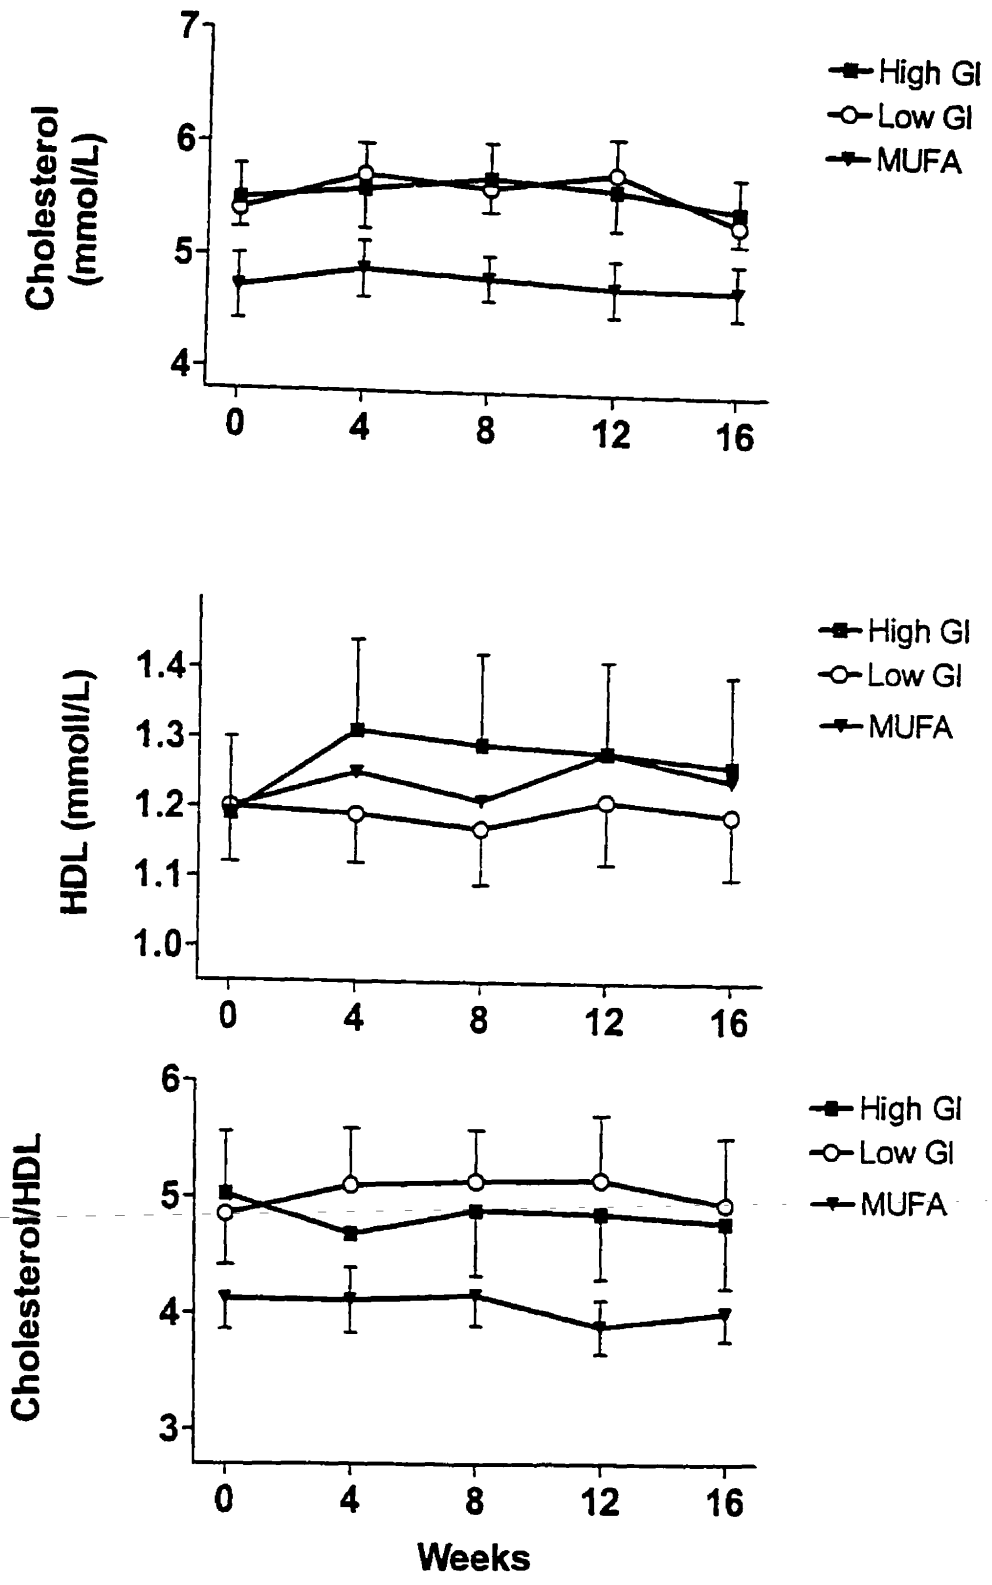 7
6
5
4
Cholesterol
(mmol/L)
High GI
Low GI
MUFA
0 4 8 12 16
1.4
1.3
1.2
1.1
1.0
HDL (mmoll/L)
High GI
Low GI
MUFA
0 4 8 12 16
6
5
4
3
Cholesterol/HDL
High GI
Low GI
MUFA
0 4 8 12 16
Weeks